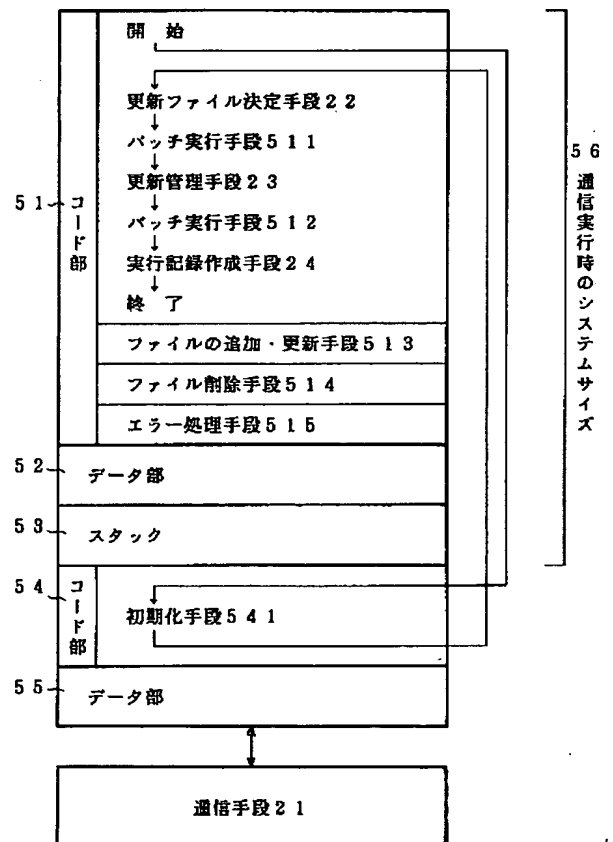 開 始
更新ファイル決定手段22
バッチ実行手段511
更新管理手段23
バッチ実行手段512
実行記録作成手段24
終 了
51
コード部
ファイルの追加・更新手段513
ファイル削除手段514
エラー処理手段515
52
データ部
53
スタック
54
コード部
初期化手段541
55
データ部
56
通信実行時のシステムサイズ
通信手段21